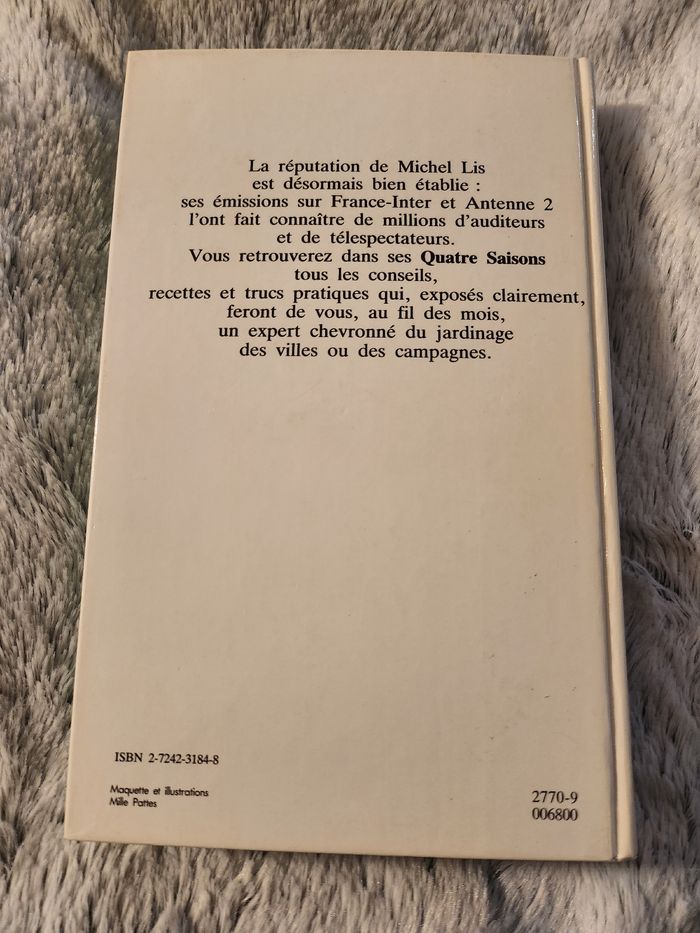 La réputation de Michel Lis
est désormais bien établie :
ses émissions sur France-Inter et Antenne 2
l'ont fait connaître de millions d'auditeurs
et de télespectateurs.
Vous retrouverez dans ses Quatre Saisons
tous les conseils,
recettes et trucs pratiques qui, exposés clairement,
feront de vous, au fil des mois,
un expert chevronné du jardinage
des villes ou des campagnes.
ISBN 2-7242-3184-8
Maquette et illustrations
Mille Pattes
2770-9
006800